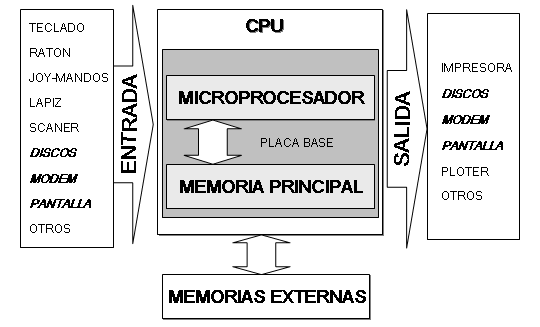 TECLADO
RATON
JOY-MANDOS
LAPIZ
SCANER
DISCOS
MODEM
PANTALLA
OTROS
ENTRADA
CPU
MICROPROCESADOR
PLACA BASE
MEMORIA PRINCIPAL
MEMORIAS EXTERNAS
SALIDA
IMPRESORA
DISCOS
MODEM
PANTALLA
PLOTER
OTROS